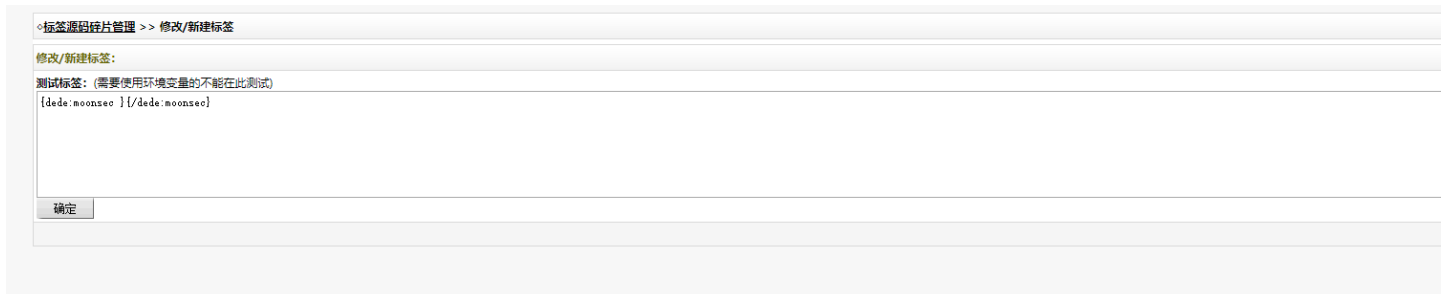 ◇标签源码碎片管理 >> 修改/新建标签
修改/新建标签：
测试标签：(需要使用环境变量的不能在此测试)
{dede:moonsec }{/dede:moonsec}
确定